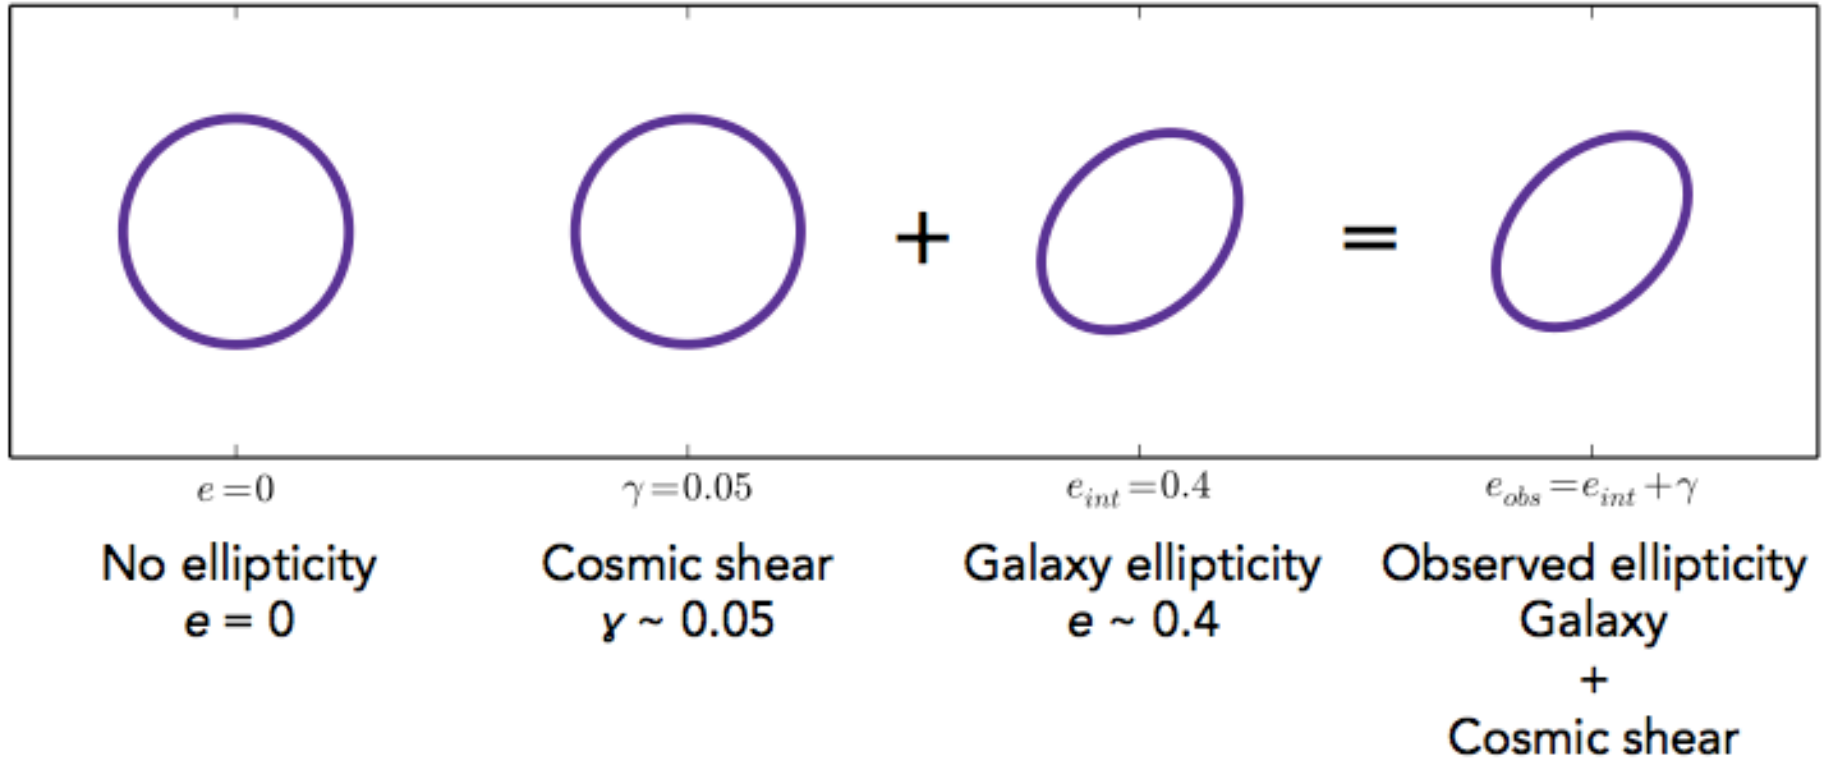 + =
e=0 γ=0.05 e_int=0.4 e_obs=e_int+γ
No ellipticity
e = 0
Cosmic shear
γ ~ 0.05
Galaxy ellipticity
e ~ 0.4
Observed ellipticity
Galaxy
+
Cosmic shear